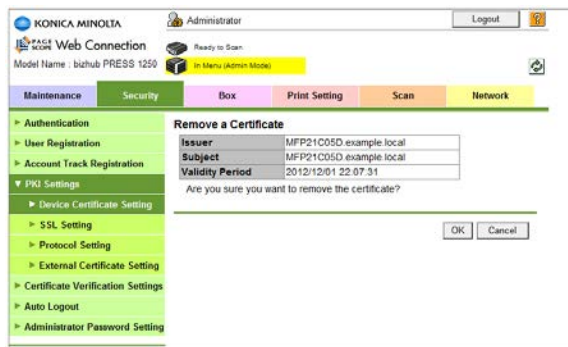 KONICA MINOLTA
Administrator
Logout
?
PAGE SCOPE Web Connection
Ready to Scan
Model Name : bizhub PRESS 1250
In Menu (Admin Mode)
Maintenance
Security
Box
Print Setting
Scan
Network
Authentication
User Registration
Account Track Registration
PKI Settings
Device Certificate Setting
SSL Setting
Protocol Setting
External Certificate Setting
Certificate Verification Settings
Auto Logout
Administrator Password Setting
Remove a Certificate
Issuer MFP21C05D.example.local
Subject MFP21C05D.example.local
Validity Period 2012/12/01 22:07:31
Are you sure you want to remove the certificate?
OK Cancel